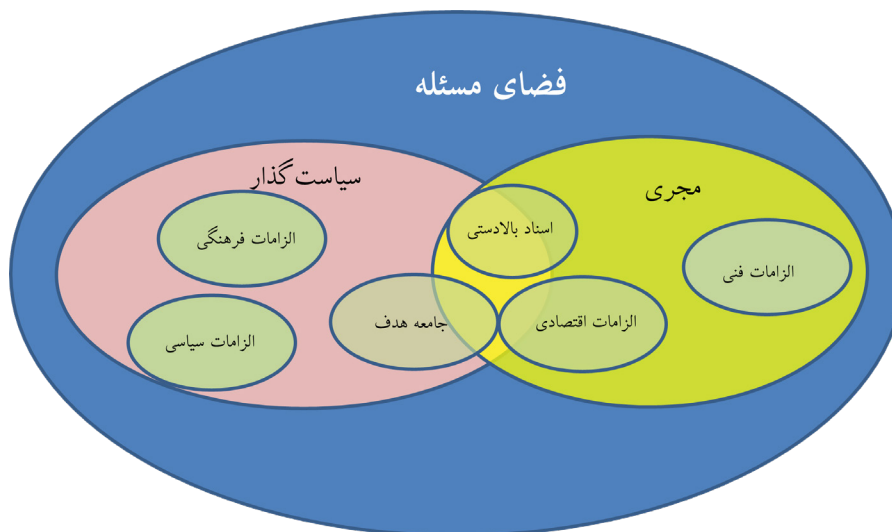 فضای مسئله
مجری
سیاست‌گذار
اسناد بالادستی
الزامات فرهنگی
الزامات فنی
جامعه هدف
الزامات اقتصادی
الزامات سیاسی